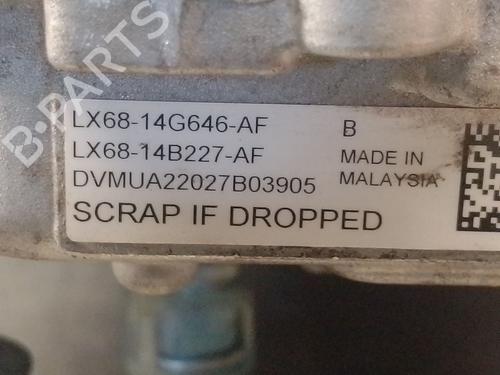 B-PARTS
LX68-14G646-AF B
LX68-14B227-AF MADE IN
DVMUA22027B03905 MALAYSIA
SCRAP IF DROPPED